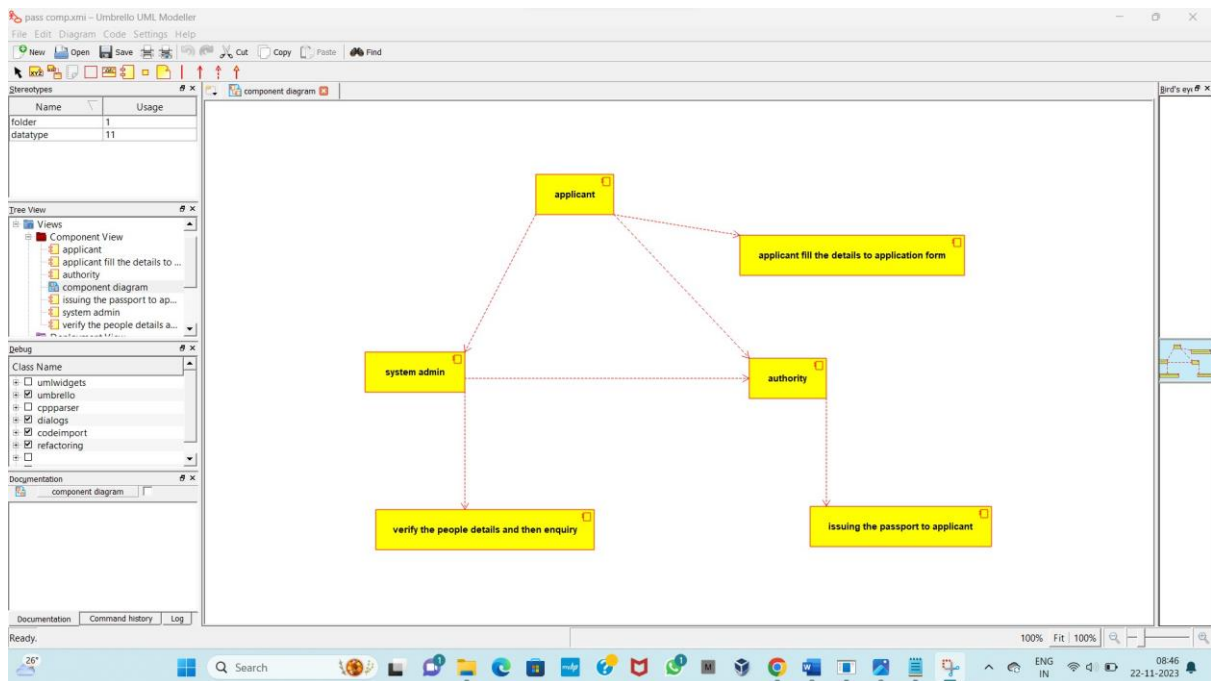 pass comp.xmi – Umbrello UML Modeller
File Edit Diagram Code Settings Help
New Open Save Cut Copy Paste Find
Stereotypes
component diagram
Bird's eye
Name Usage
folder 1
datatype 11
applicant
Tree View
Views
Component View
applicant
applicant fill the details to ...
authority
component diagram
issuing the passport to ap...
system admin
verify the people details a...
applicant fill the details to application form
Debug
Class Name
umlwidgets
umbrello
cppparser
dialogs
codeimport
refactoring
system admin
authority
Documentation
component diagram
verify the people details and then enquiry
issuing the passport to applicant
Documentation Command history Log
Ready.
100% Fit 100%
26°
Search
ENG
IN
08:46
22-11-2023